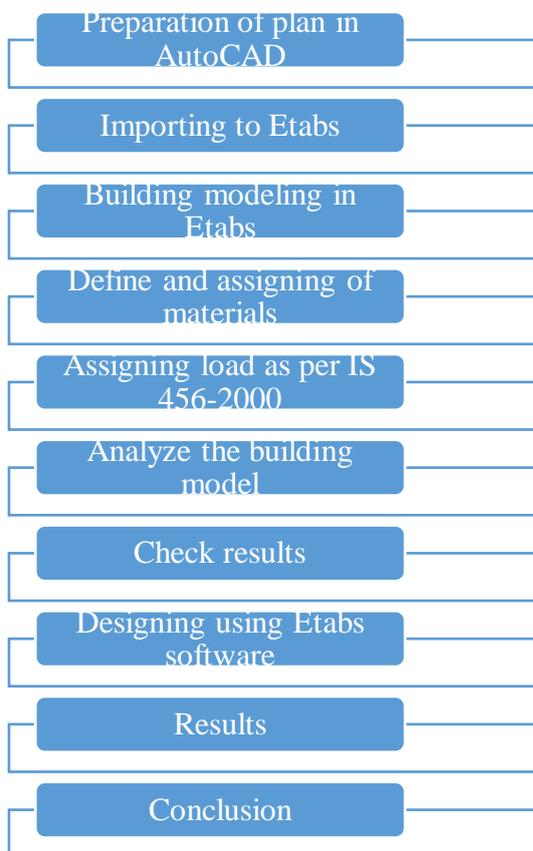 Preparation of plan in
AutoCAD
Importing to Etabs
Building modeling in
Etabs
Define and assigning of
materials
Assigning load as per IS
456-2000
Analyze the building
model
Check results
Designing using Etabs
software
Results
Conclusion